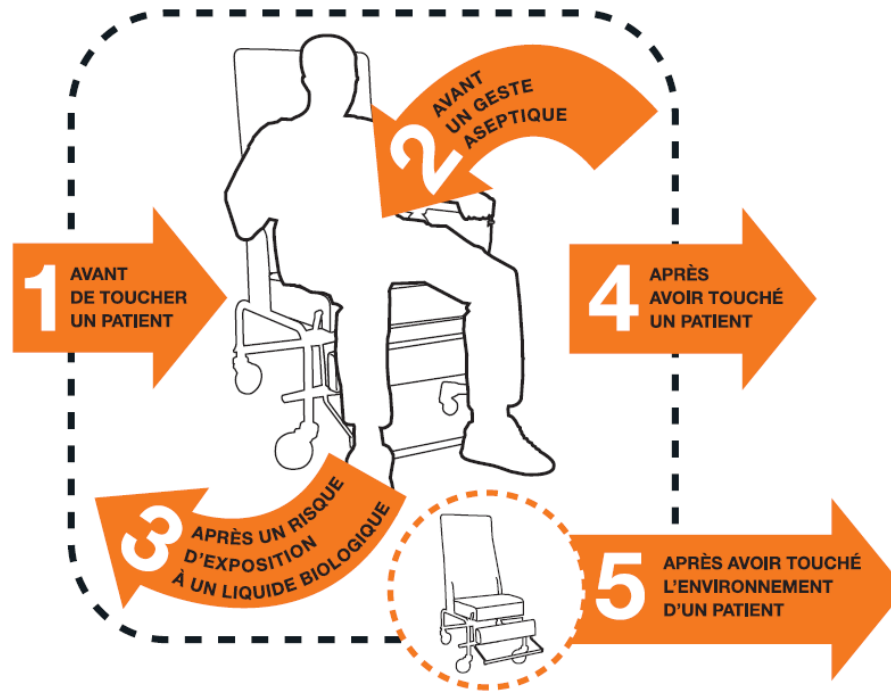 1
AVANT
DE TOUCHER
UN PATIENT
2
AVANT
UN GESTE
ASEPTIQUE
3
APRÈS UN RISQUE
D'EXPOSITION
À UN LIQUIDE BIOLOGIQUE
4
APRÈS
AVOIR TOUCHÉ
UN PATIENT
5
APRÈS AVOIR TOUCHÉ
L'ENVIRONNEMENT
D'UN PATIENT